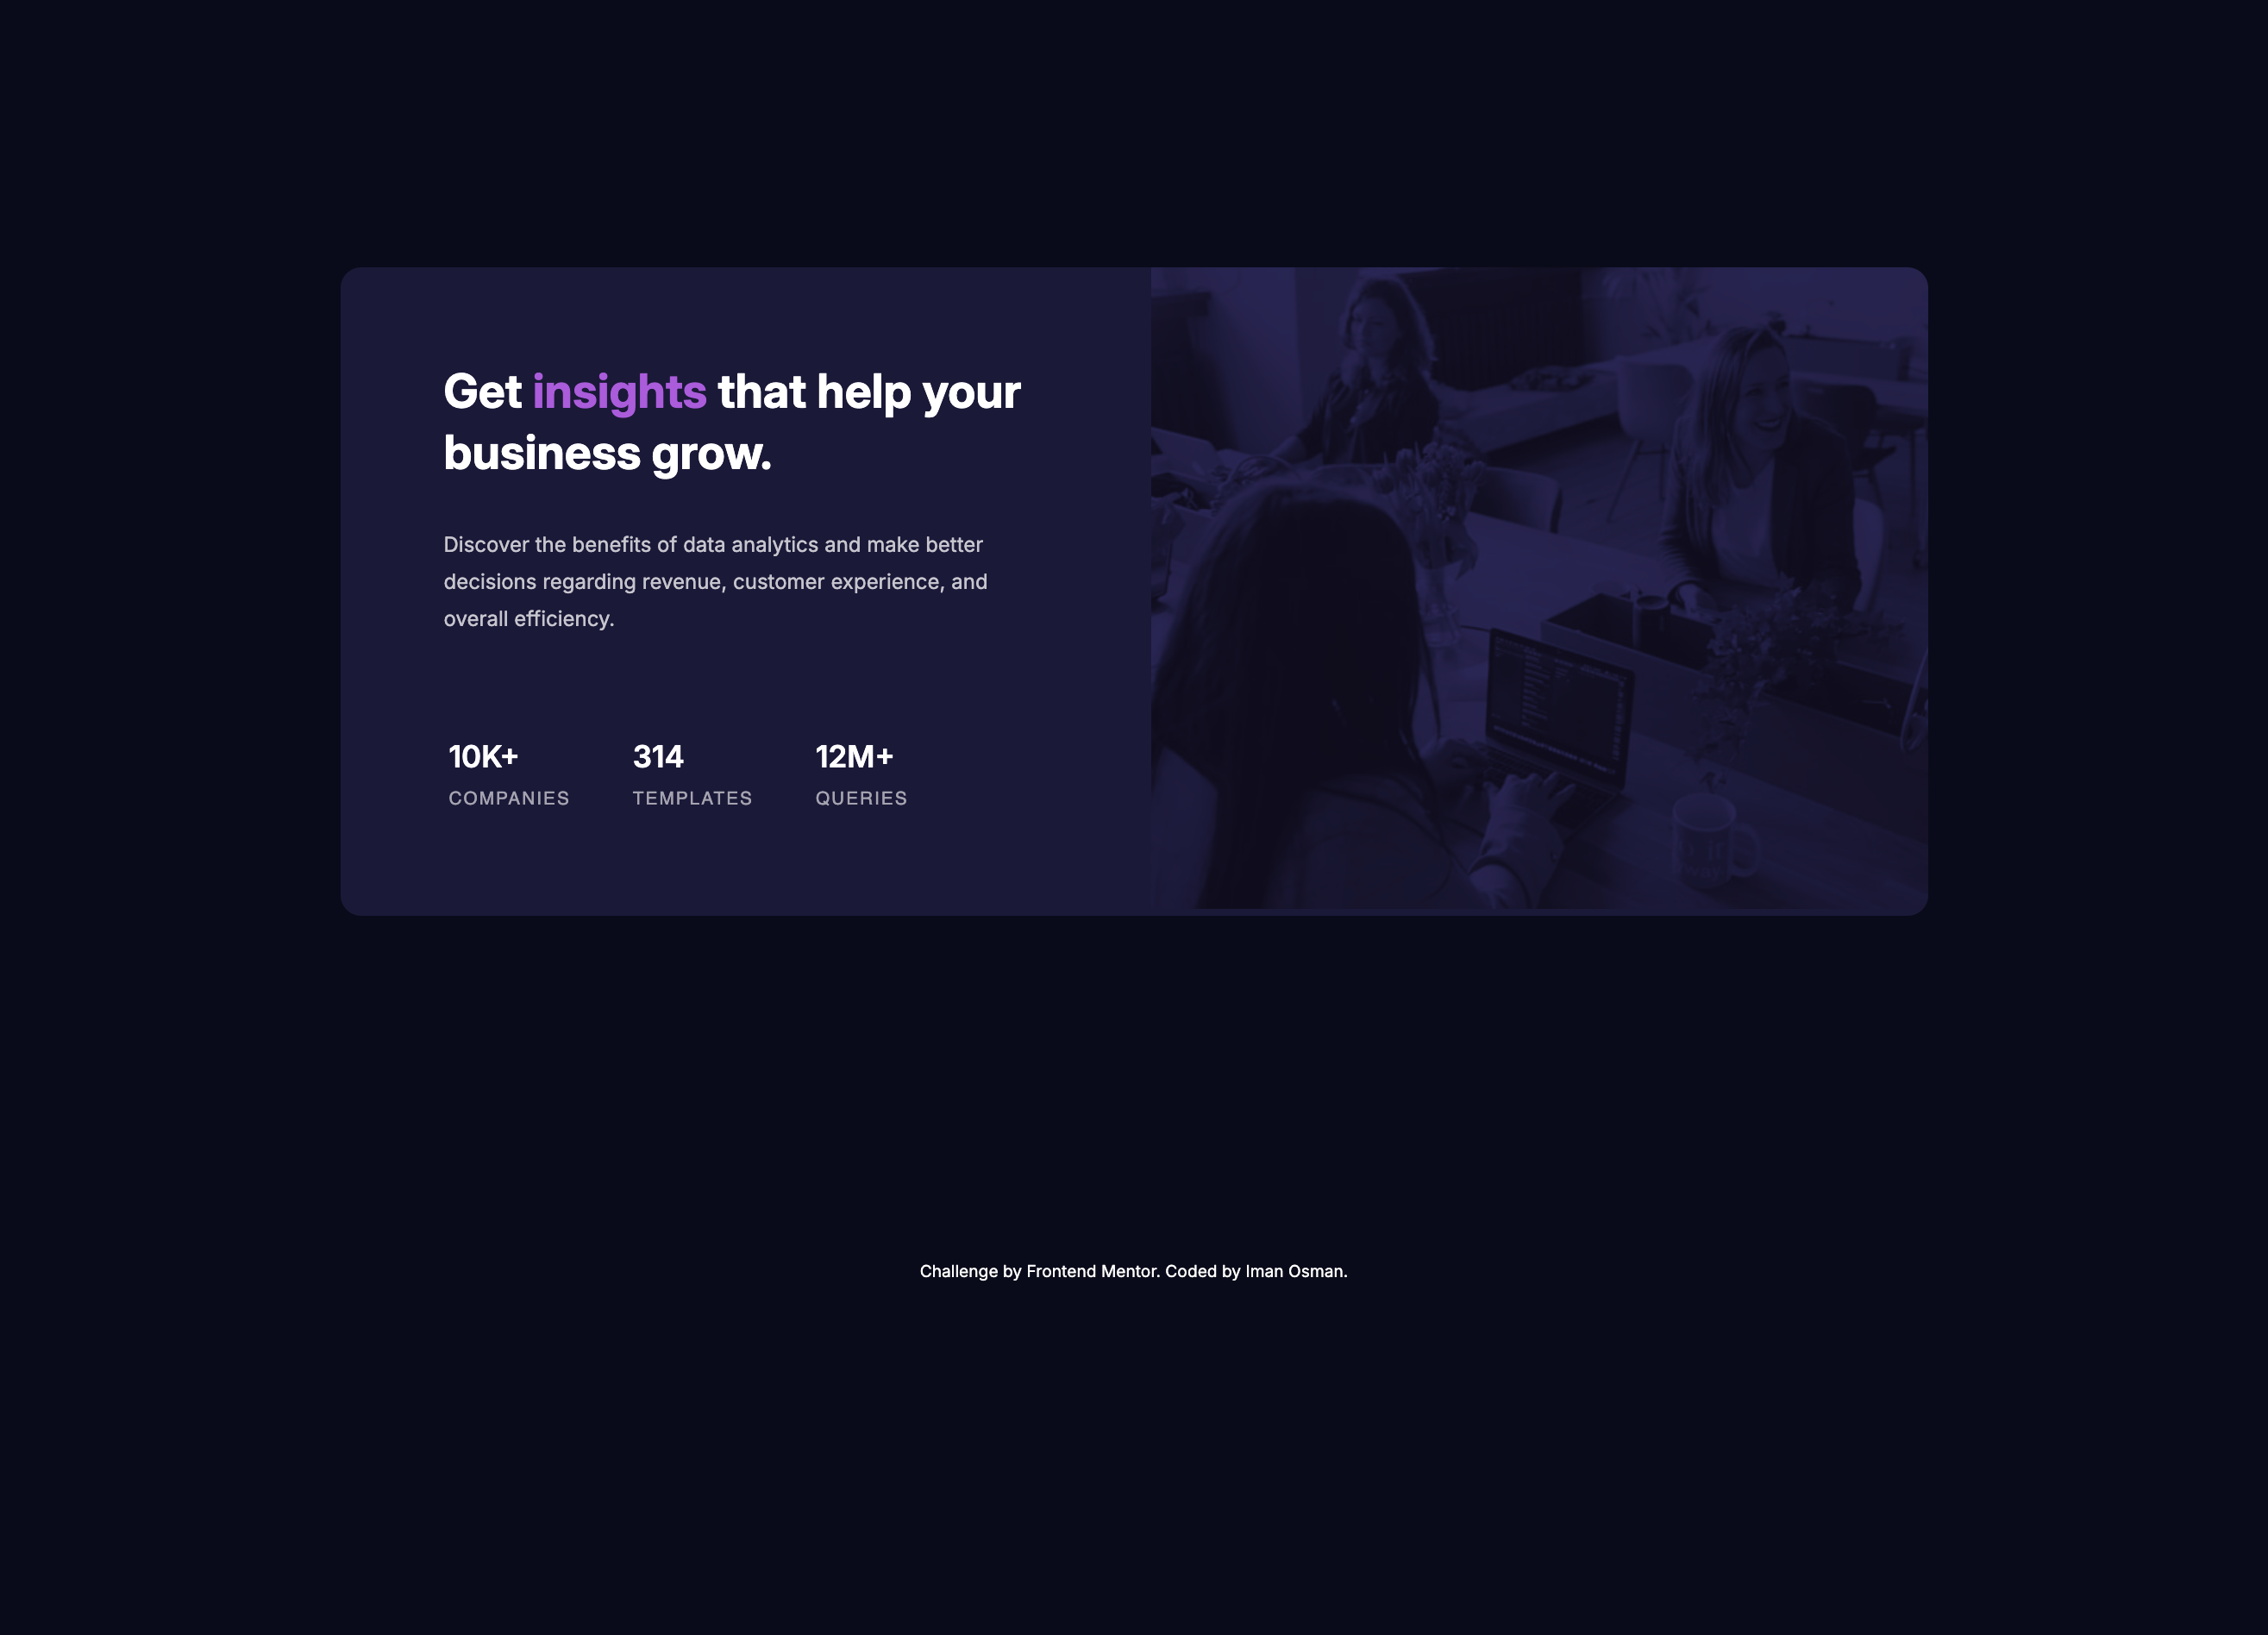 Get insights that help your
business grow.
Discover the benefits of data analytics and make better
decisions regarding revenue, customer experience, and
overall efficiency.
10K+
COMPANIES
314
TEMPLATES
12M+
QUERIES
Challenge by Frontend Mentor. Coded by Iman Osman.